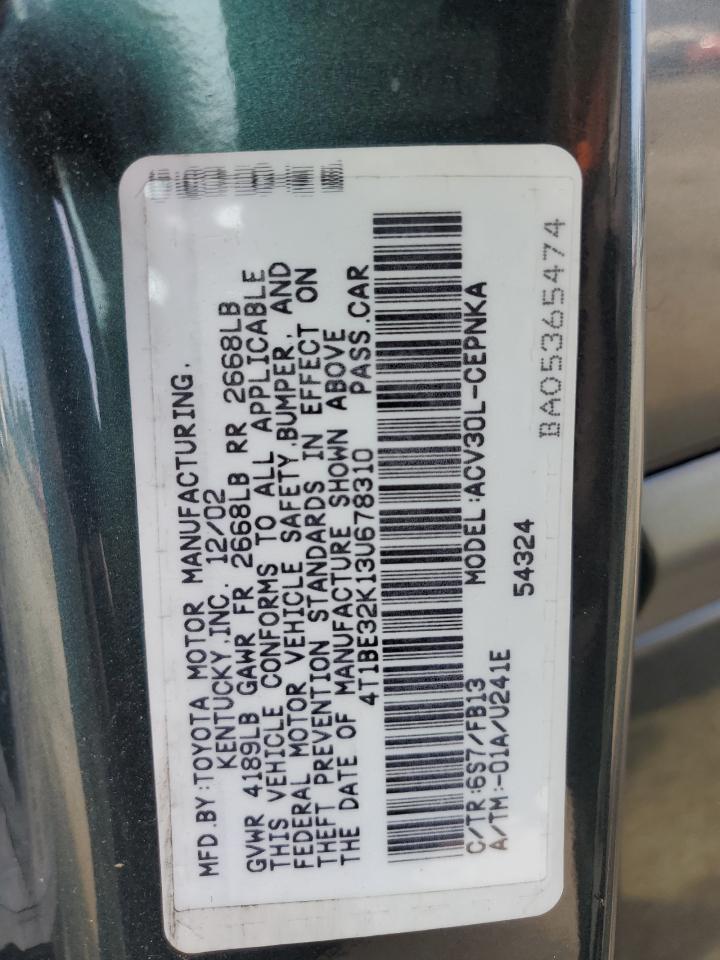 MFD.BY:TOYOTA MOTOR MANUFACTURING.
KENTUCKY,INC. 12/02
GVWR 4189LB GAWR FR 2668LB RR 2668LB
THIS VEHICLE CONFORMS TO ALL APPLICABLE
FEDERAL MOTOR VEHICLE SAFETY,BUMPER, AND
THEFT PREVENTION STANDARDS IN EFFECT ON
THE DATE OF MANUFACTURE SHOWN ABOVE
4T1BE32K13U678310 PASS.CAR
C/TR:6S7/FB13 MODEL:ACV30L-CEPNKA
A/TM:-01A/U241E
54324
BA05365474